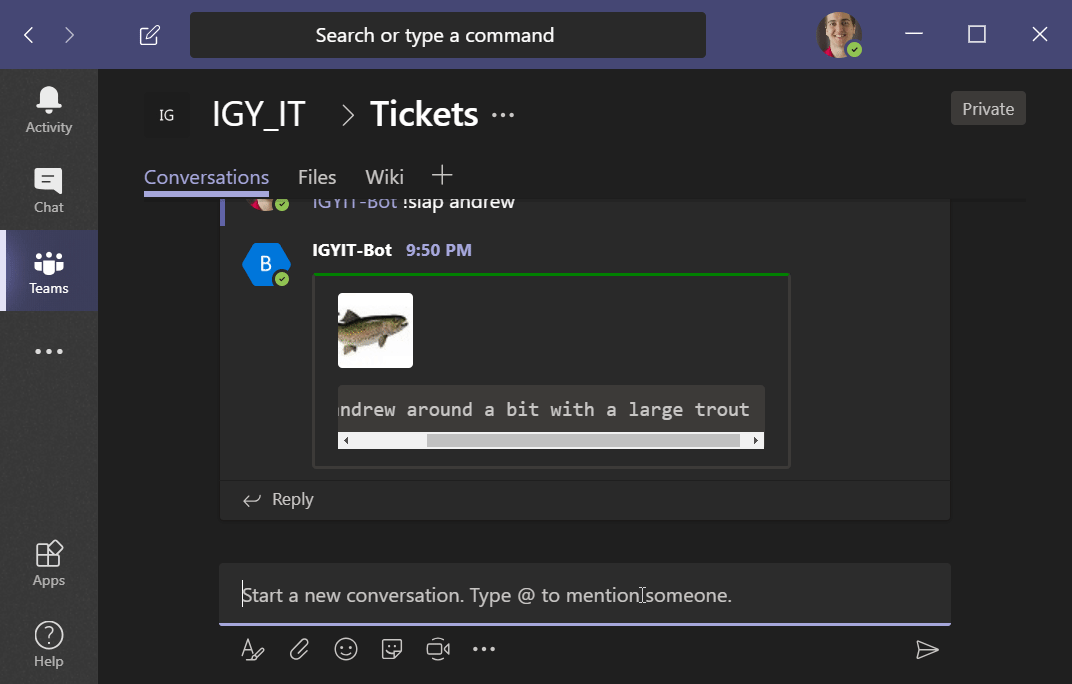 Search or type a command
Activity
Chat
Teams
Apps
Help
IG
IGY_IT > Tickets ...
Private
Conversations Files Wiki +
IGYIT-Bot !slap andrew
B
IGYIT-Bot 9:50 PM
ndrew around a bit with a large trout
Reply
Start a new conversation. Type @ to mention someone.